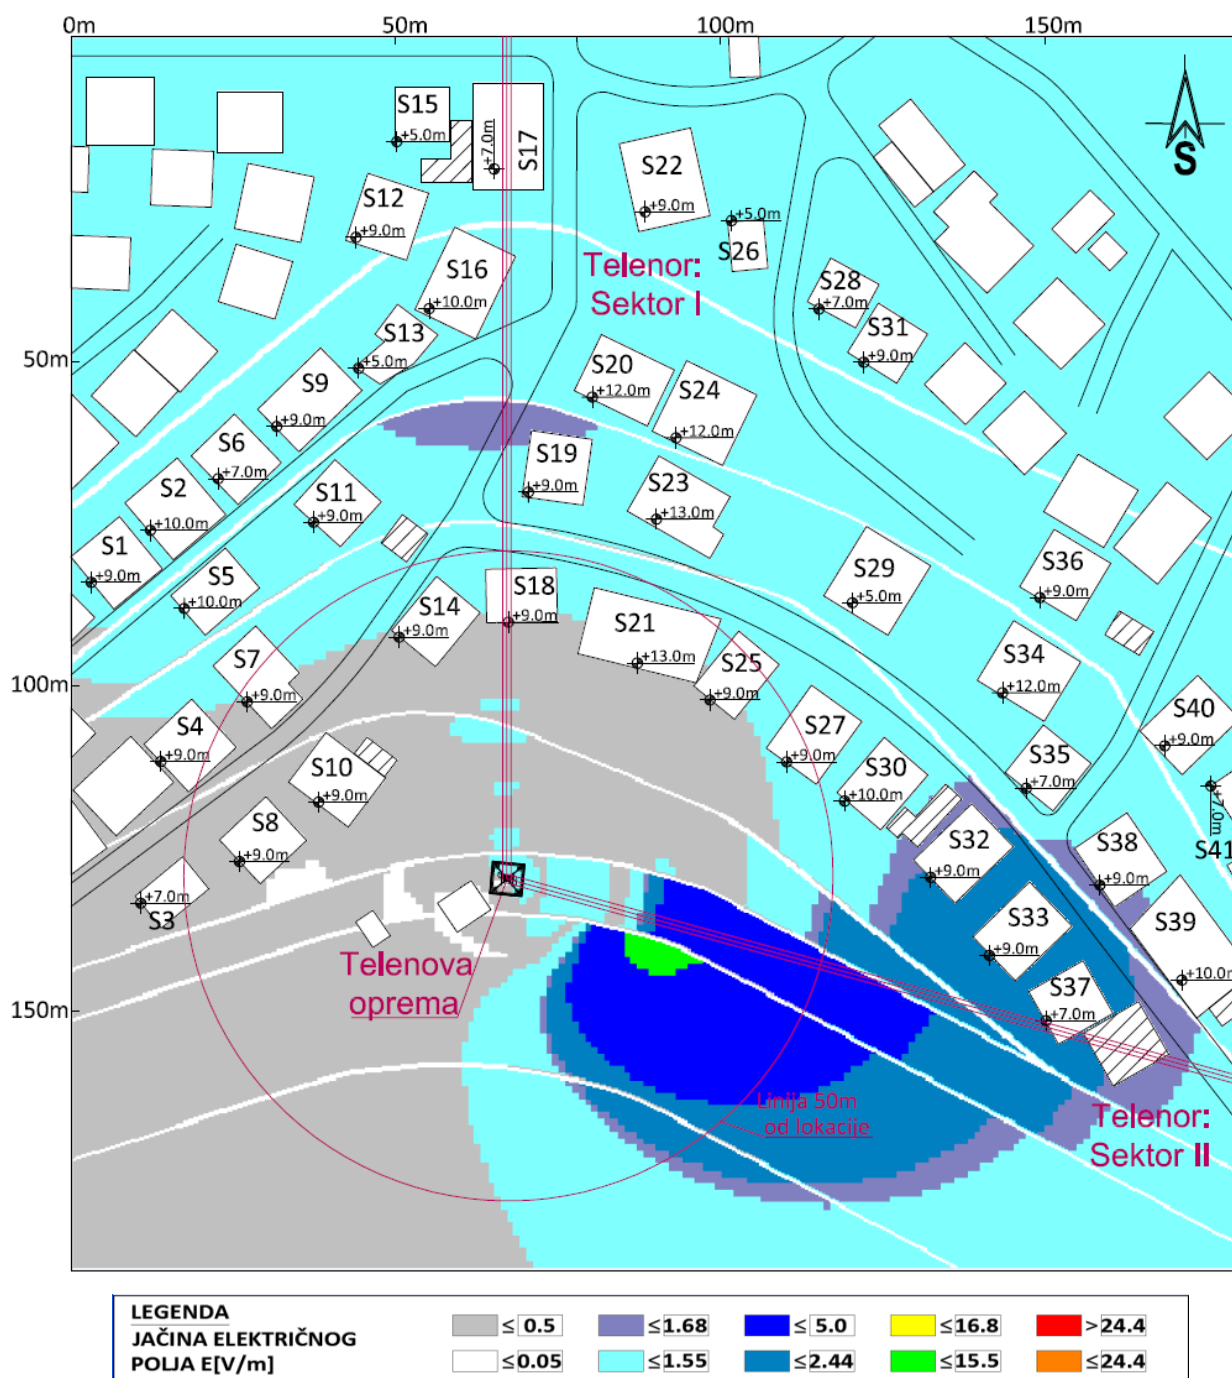 0m 50m 100m 150m
S15
+5.0m
+7.0m
S17
S22
+9.0m
S12
+9.0m
+5.0m
S26
S
Telenor:
Sektor I
S16
+10.0m
S28
+7.0m
S13
+5.0m
S31
+9.0m
50m
S20
+12.0m
S9
+9.0m
S24
+12.0m
S6
+7.0m
S19
+9.0m
S23
+13.0m
S2
+10.0m
S11
+9.0m
S1
+9.0m
S5
+10.0m
S29
+5.0m
S36
+9.0m
S14
+9.0m
S18
+9.0m
S21
+13.0m
S25
+9.0m
S34
+12.0m
100m
S7
+9.0m
S40
+9.0m
S4
+9.0m
S27
+9.0m
S10
+9.0m
S30
+10.0m
S35
+7.0m
+7.0m
S41
S8
+9.0m
S32
+9.0m
S38
+9.0m
+7.0m
S3
S33
+9.0m
S39
+10.0m
Telenova
oprema
S37
+7.0m
150m
Linija 50m
od lokacije
Telenor:
Sektor II
LEGENDA
JAČINA ELEKTRIČNOG
POLJA E[V/m]
≤ 0.5 ≤1.68 ≤ 5.0 ≤16.8 >24.4
≤0.05 ≤1.55 ≤2.44 ≤15.5 ≤24.4